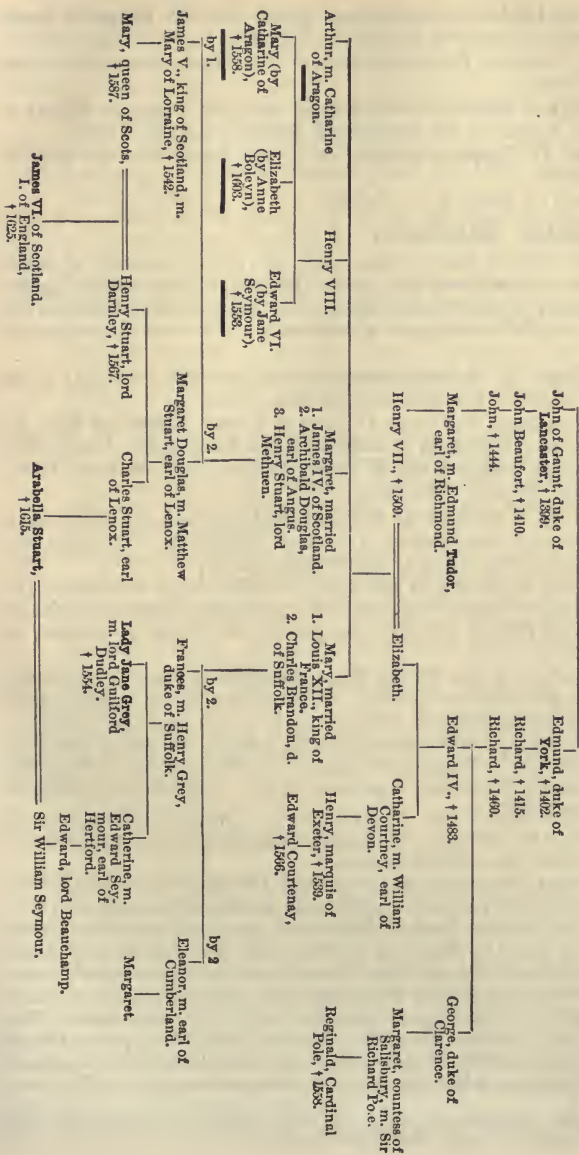 John of Gaunt, duke of
Lancaster, † 1399.
Edmund, duke of
York, † 1402.
John Beaufort, † 1410.
Richard, † 1415.
John, † 1444.
Richard, † 1460.
Margaret, m. Edmund Tudor,
earl of Richmond.
Edward IV., † 1483.
George, duke of
Clarence.
Henry VII., † 1509.
Elizabeth.
Catharine, m. William
Courtney, earl of
Devon.
Margaret, countess of
Salisbury, m. Sir
Richard Po.e.
Henry, marquis of
Exeter, † 1539.
Reginald, Cardinal
Pole, † 1558.
Edward Courtenay,
† 1566.
Arthur, m. Catharine
of Aragon.
Henry VIII.
Margaret, married
1. James IV. of Scotland.
2. Archibald Douglas,
earl of Angus.
3. Henry Stuart, lord
Methuen.
Mary, married
1. Louis XII., king of
France.
2. Charles Brandon, d.
of Suffolk.
Mary (by
Catharine of
Aragon),
† 1558.
Elizabeth
(by Anne
Boleyn),
† 1603.
Edward VI.
(by Jane
Seymour),
† 1553.
by 1.
by 2.
by 2.
by 2
James V., king of Scotland, m.
Mary of Lorraine, † 1542.
Margaret Douglas, m. Matthew
Stuart, earl of Lenox.
Frances, m. Henry Grey,
duke of Suffolk.
Eleanor, m. earl of
Cumberland.
Mary, queen of Scots,
† 1587.
Henry Stuart, lord
Darnley, † 1567.
Charles Stuart, earl
of Lenox.
Lady Jane Grey,
m. lord Guilford
Dudley.
† 1554.
Catherine, m.
Edward Sey-
mour, earl of
Hertford.
Margaret.
Edward, lord Beauchamp.
James VI. of Scotland.
I. of England,
† 1625.
Arabella Stuart,
† 1615.
Sir William Seymour.